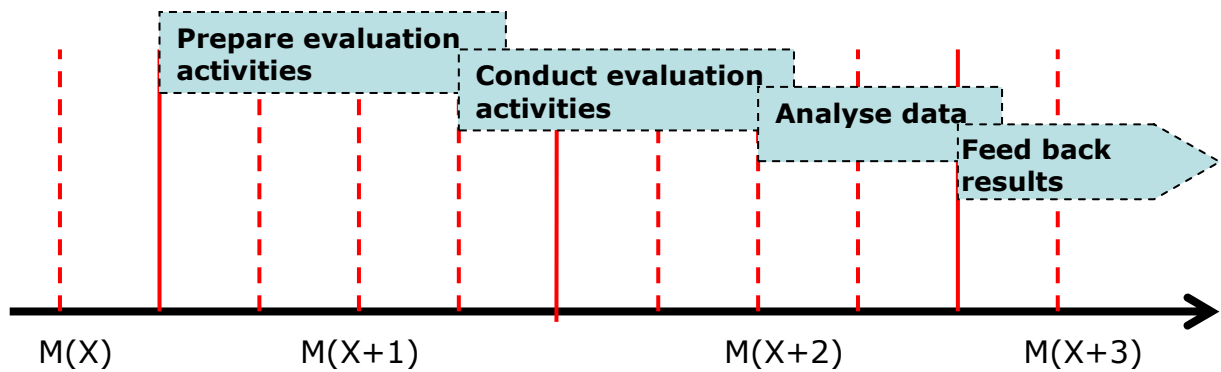 Prepare evaluation
activities
Conduct evaluation
activities
Analyse data
Feed back
results
M(X)
M(X+1)
M(X+2)
M(X+3)